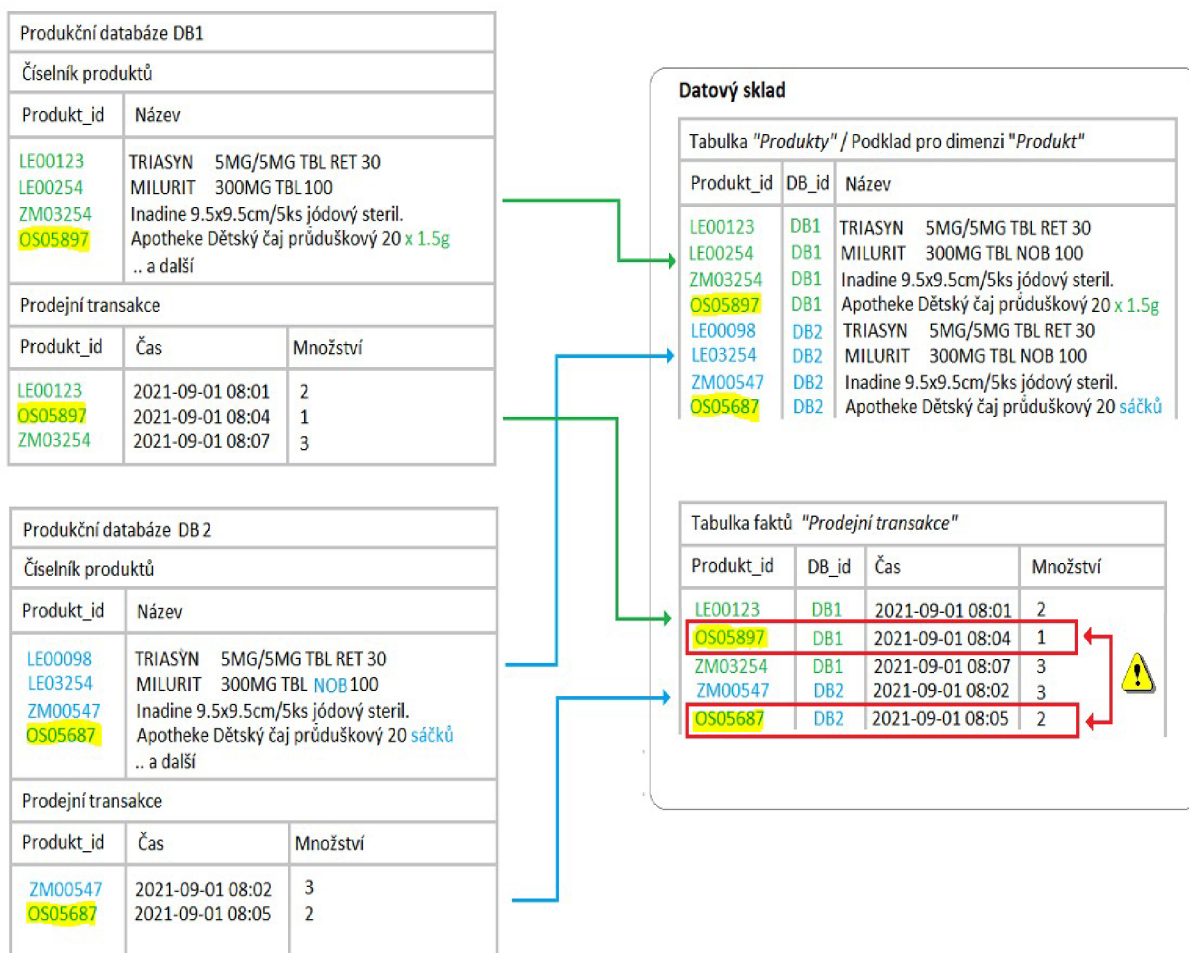 Produkční databáze DB1
Číselník produktů
Produkt_id Název
LE00123 TRIASYN 5MG/5MG TBL RET 30
LE00254 MILURIT 300MG TBL 100
ZM03254 Inadine 9.5x9.5cm/5ks jódový steril.
OS05897 Apotheke Dětský čaj průduškový 20 x 1.5g
.. a další
Prodejní transakce
Produkt_id Čas Množství
LE00123 2021-09-01 08:01 2
OS05897 2021-09-01 08:04 1
ZM03254 2021-09-01 08:07 3
Produkční databáze DB 2
Číselník produktů
Produkt_id Název
LE00098 TRIASYN 5MG/5MG TBL RET 30
LE03254 MILURIT 300MG TBL NOB 100
ZM00547 Inadine 9.5x9.5cm/5ks jódový steril.
OS05687 Apotheke Dětský čaj průduškový 20 sáčků
.. a další
Prodejní transakce
Produkt_id Čas Množství
ZM00547 2021-09-01 08:02 3
OS05687 2021-09-01 08:05 2
Datový sklad
Tabulka "Produkty" / Podklad pro dimenzi "Produkt"
Produkt_id DB_id Název
LE00123 DB1 TRIASYN 5MG/5MG TBL RET 30
LE00254 DB1 MILURIT 300MG TBL NOB 100
ZM03254 DB1 Inadine 9.5x9.5cm/5ks jódový steril.
OS05897 DB1 Apotheke Dětský čaj průduškový 20 x 1.5g
LE00098 DB2 TRIASYN 5MG/5MG TBL RET 30
LE03254 DB2 MILURIT 300MG TBL NOB 100
ZM00547 DB2 Inadine 9.5x9.5cm/5ks jódový steril.
OS05687 DB2 Apotheke Dětský čaj průduškový 20 sáčků
Tabulka faktů "Prodejní transakce"
Produkt_id DB_id Čas Množství
LE00123 DB1 2021-09-01 08:01 2
OS05897 DB1 2021-09-01 08:04 1
ZM03254 DB1 2021-09-01 08:07 3
ZM00547 DB2 2021-09-01 08:02 3
OS05687 DB2 2021-09-01 08:05 2